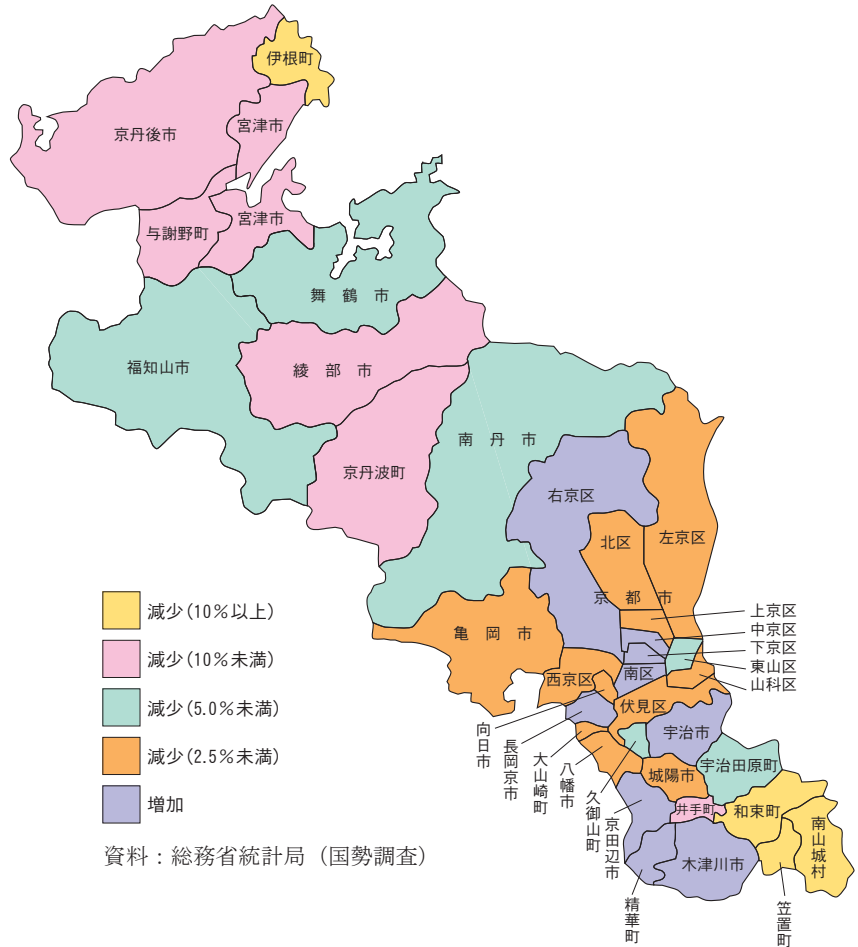 伊根町
京丹後市
宮津市
与謝野町
宮津市
舞鶴市
福知山市
綾部市
南丹市
京丹波町
右京区
北区
左京区
京都市
亀岡市
上京区
中京区
下京区
東山区
山科区
西京区
南区
伏見区
向日市
長岡京市
大山崎町
八幡市
久御山町
京田辺市
精華町
宇治市
城陽市
宇治田原町
井手町
和束町
南山城村
木津川市
笠置町
減少(10%以上)
減少(10%未満)
減少(5.0%未満)
減少(2.5%未満)
増加
資料：総務省統計局（国勢調査）